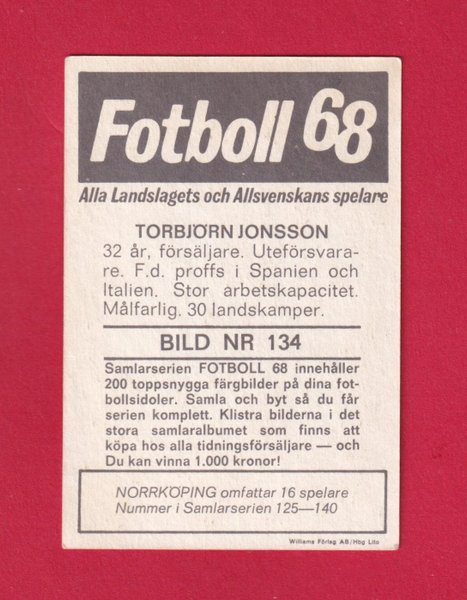 Fotboll 68
Alla Landslagets och Allsvenskans spelare
TORBJÖRN JONSSON
32 år, försäljare. Uteförsvara-
re. F.d. proffs i Spanien och
Italien. Stor arbetskapacitet.
Målfarlig. 30 landskamper.
BILD NR 134
Samlarserien FOTBOLL 68 innehåller
200 toppsnygga färgbilder på dina fot-
bollsidoler. Samla och byt så du får
serien komplett. Klistra bilderna i det
stora samlaralbumet som finns att
köpa hos alla tidningsförsäljare — och
Du kan vinna 1.000 kronor!
NORRKÖPING omfattar 16 spelare
Nummer i Samlarserien 125—140
Williams Förlag AB/Hbg Lito